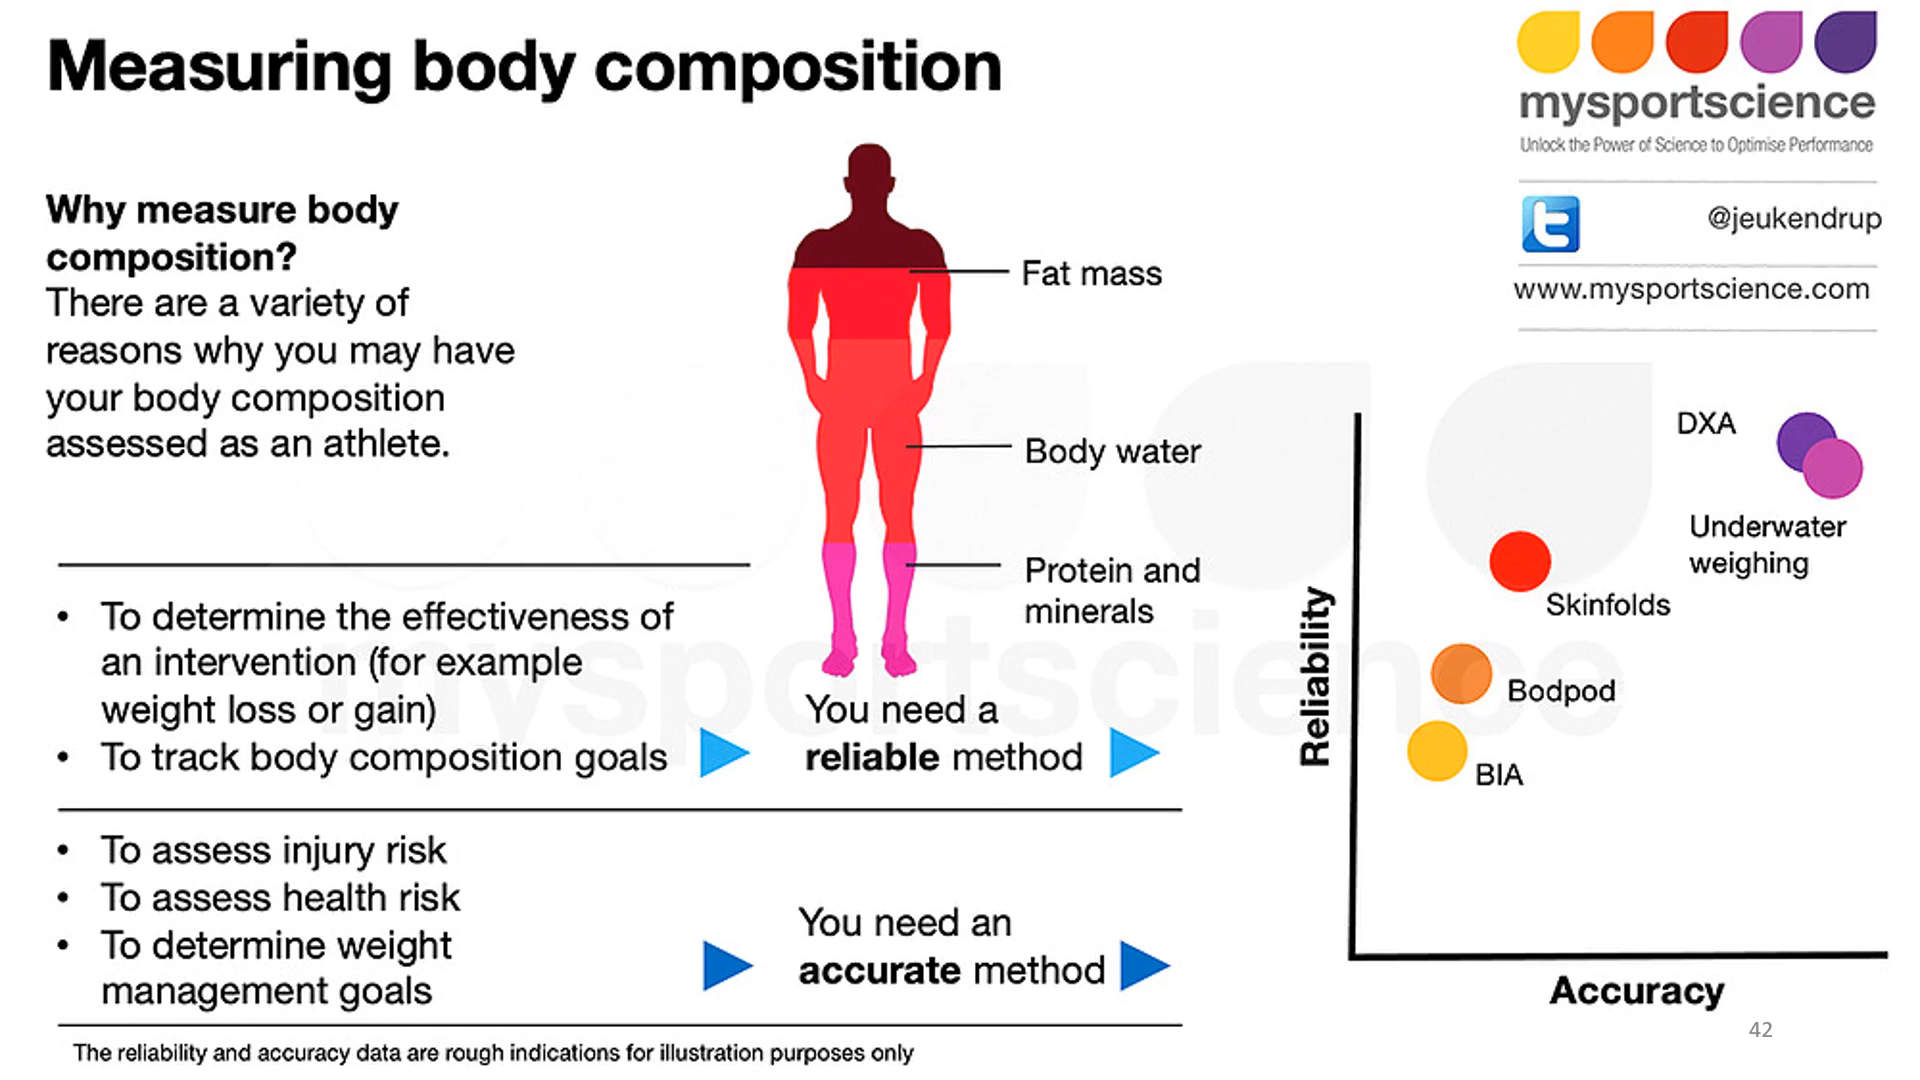 Measuring body composition
mysportscience
Unlock the Power of Science to Optimise Performance
@jeukendrup
www.mysportscience.com
Why measure body
composition?
There are a variety of
reasons why you may have
your body composition
assessed as an athlete.
Fat mass
Body water
Protein and
minerals
• To determine the effectiveness of
an intervention (for example
weight loss or gain)
• To track body composition goals
You need a
reliable method
• To assess injury risk
• To assess health risk
• To determine weight
management goals
You need an
accurate method
DXA
Underwater
weighing
Skinfolds
Bodpod
BIA
Reliability
Accuracy
mysportscience
42
The reliability and accuracy data are rough indications for illustration purposes only